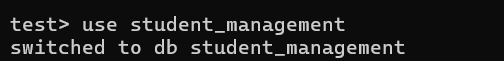 test> use student_management
switched to db student_management